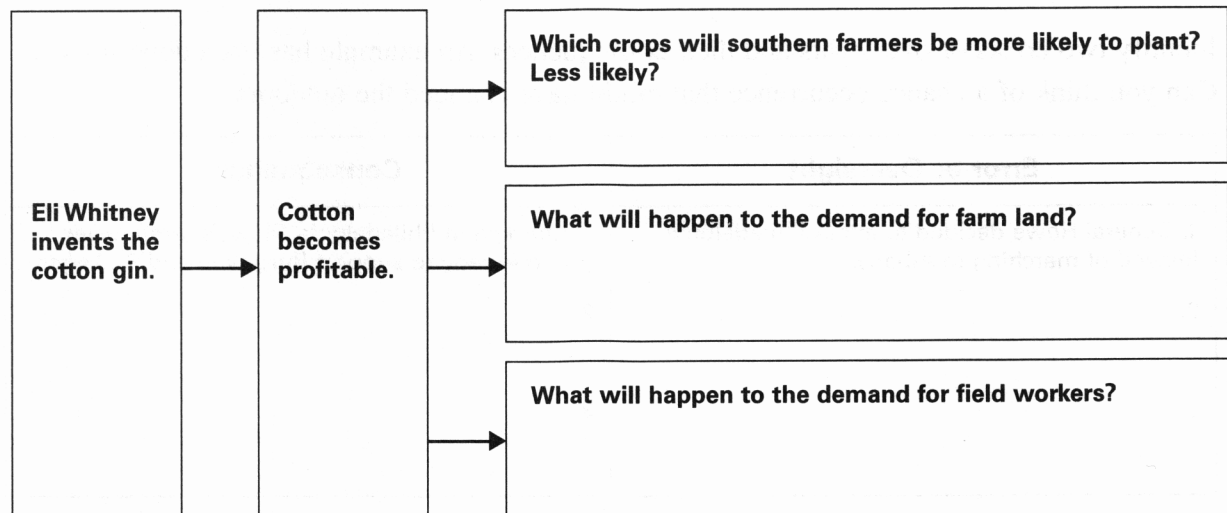 Which crops will southern farmers be more likely to plant?
Less likely?
Eli Whitney
invents the
cotton gin.
Cotton
becomes
profitable.
What will happen to the demand for farm land?
What will happen to the demand for field workers?